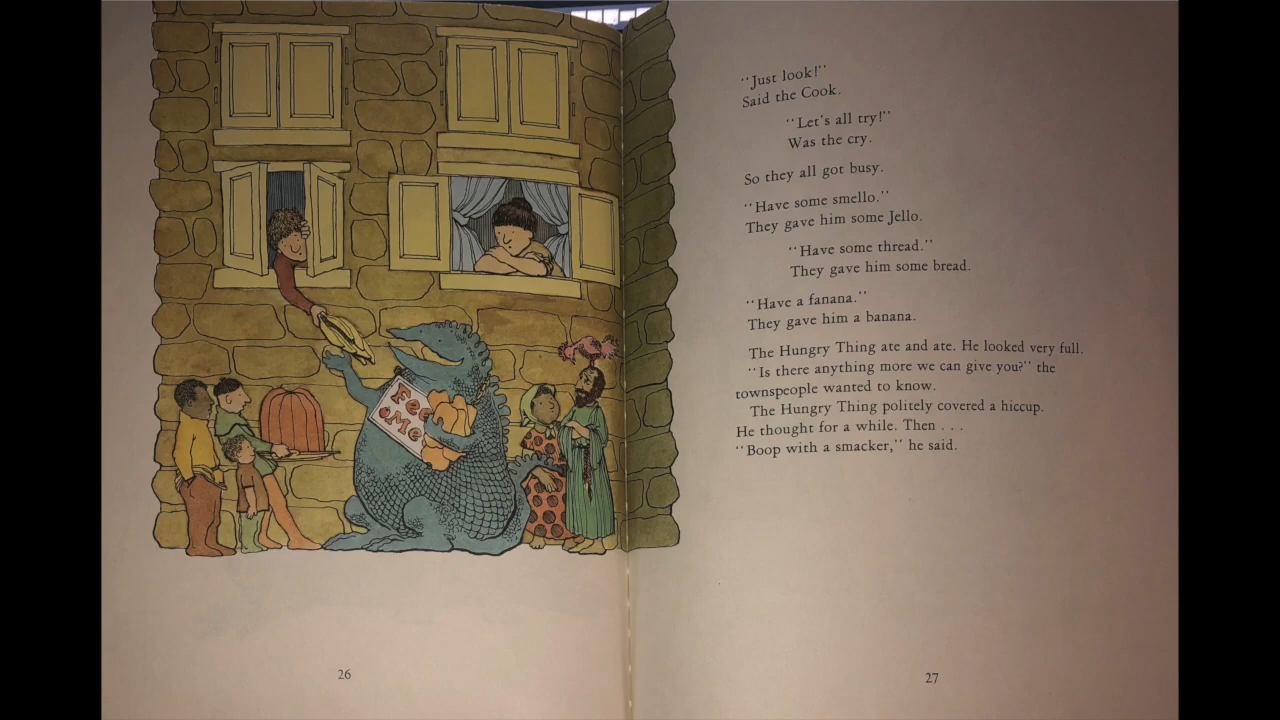 Feed
Me
26
"Just look!"
Said the Cook.
"Let's all try!"
Was the cry.
So they all got busy.
"Have some smello."
They gave him some Jello.
"Have some thread."
They gave him some bread.
"Have a fanana."
They gave him a banana.
The Hungry Thing ate and ate. He looked very full.
"Is there anything more we can give you?" the
townspeople wanted to know.
The Hungry Thing politely covered a hiccup.
He thought for a while. Then . . .
"Boop with a smacker," he said.
27